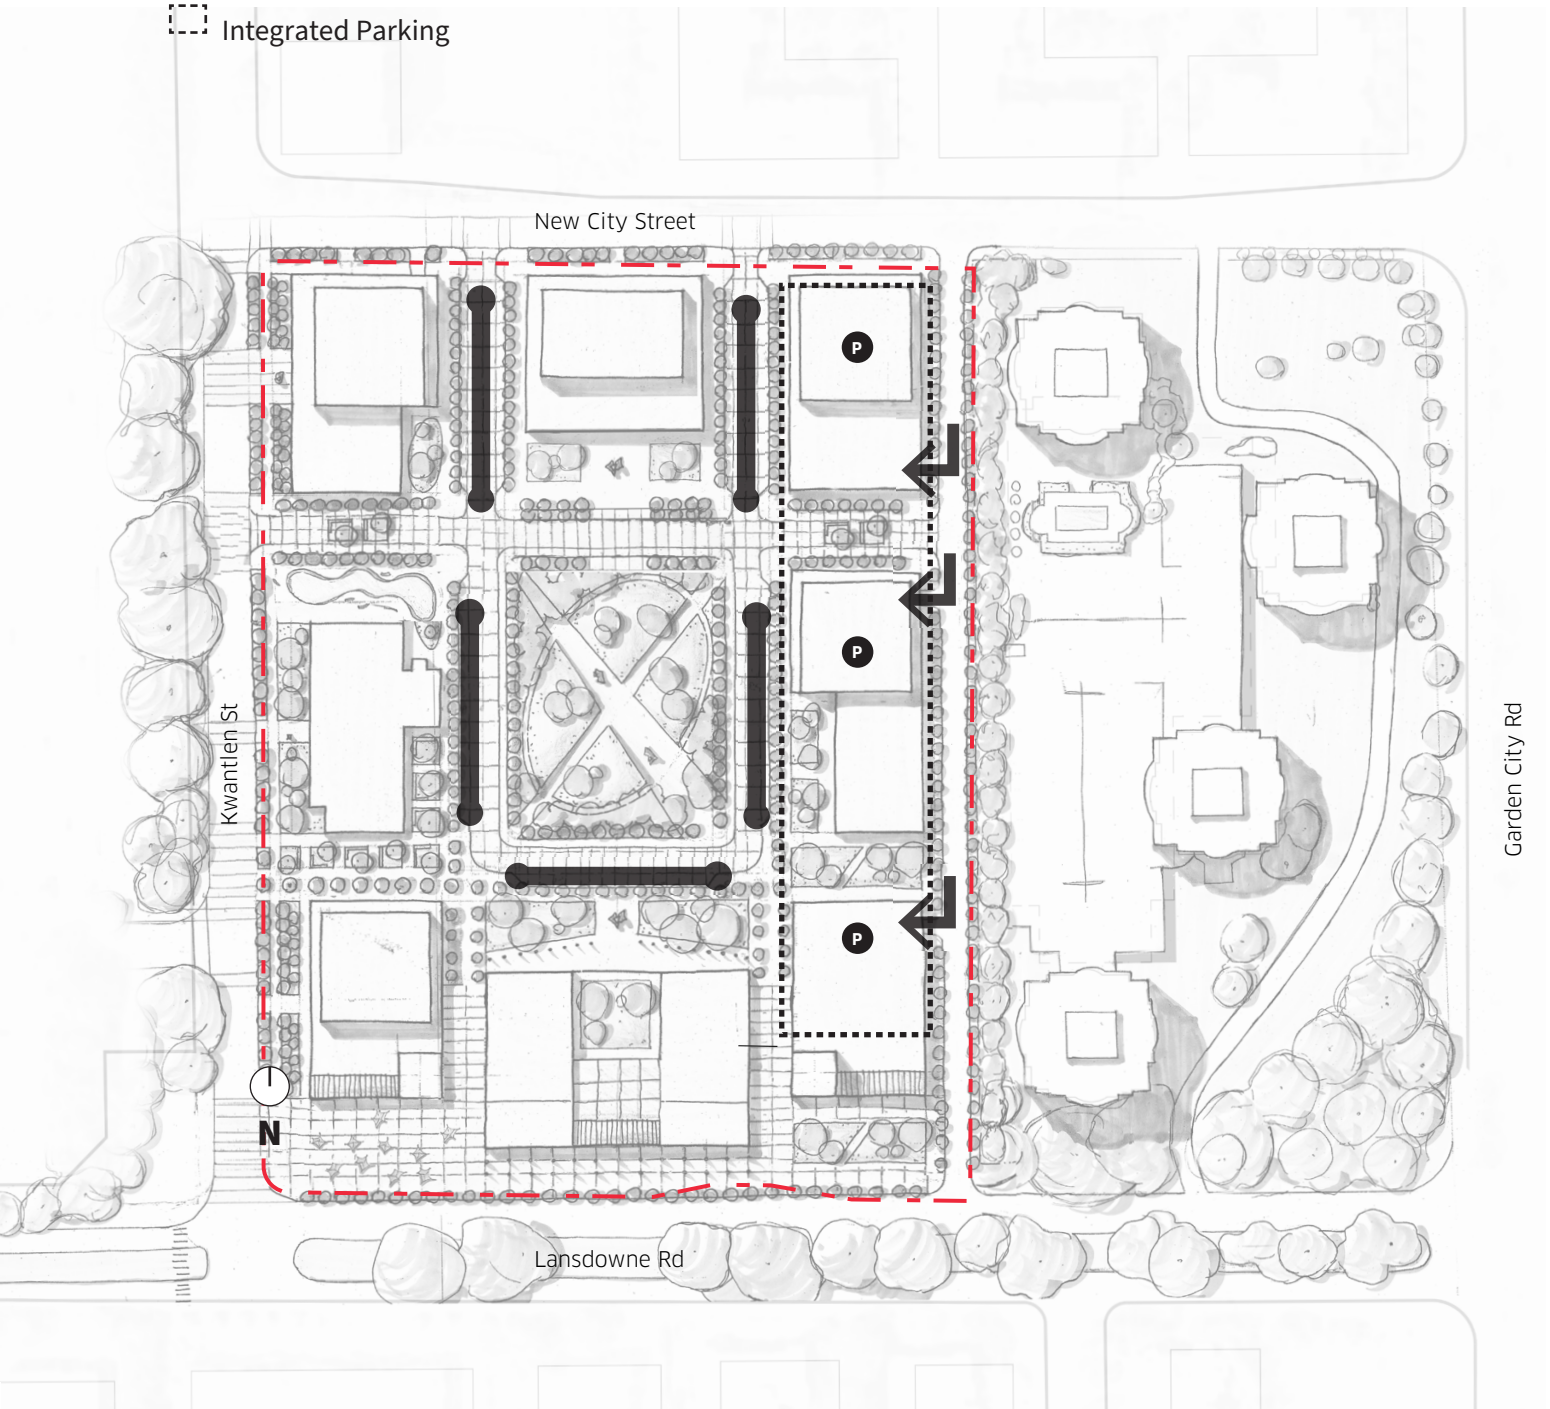 Integrated Parking
New City Street
P
P
Kwantlen St
Garden City Rd
P
N
Lansdowne Rd